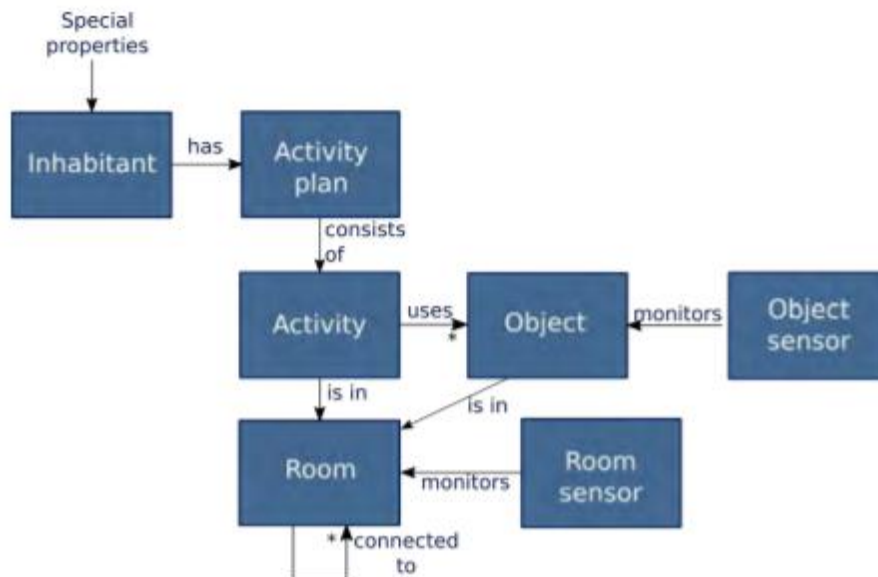 Special
properties
Inhabitant
has
Activity
plan
consists
of
Activity
uses
*
Object
monitors
Object
sensor
is in
is in
Room
monitors
Room
sensor
* connected
to